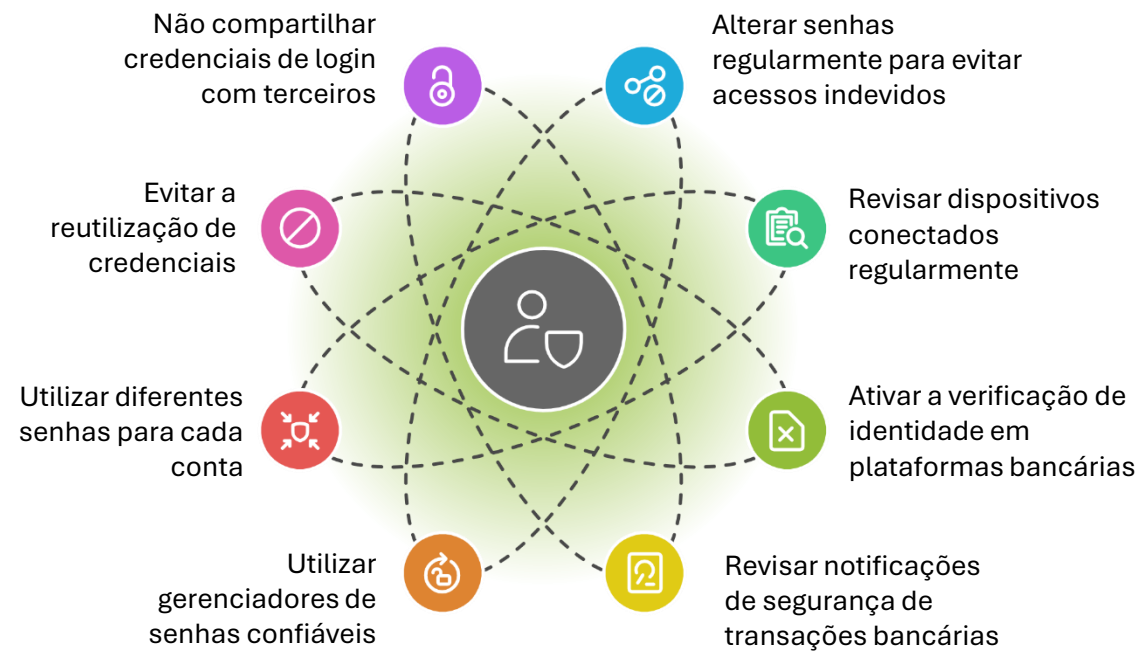 Não compartilhar
credenciais de login
com terceiros
Alterar senhas
regularmente para evitar
acessos indevidos
Evitar a
reutilização de
credenciais
Revisar dispositivos
conectados
regularmente
Utilizar diferentes
senhas para cada
conta
Ativar a verificação de
identidade em
plataformas bancárias
Utilizar
gerenciadores de
senhas confiáveis
Revisar notificações
de segurança de
transações bancárias